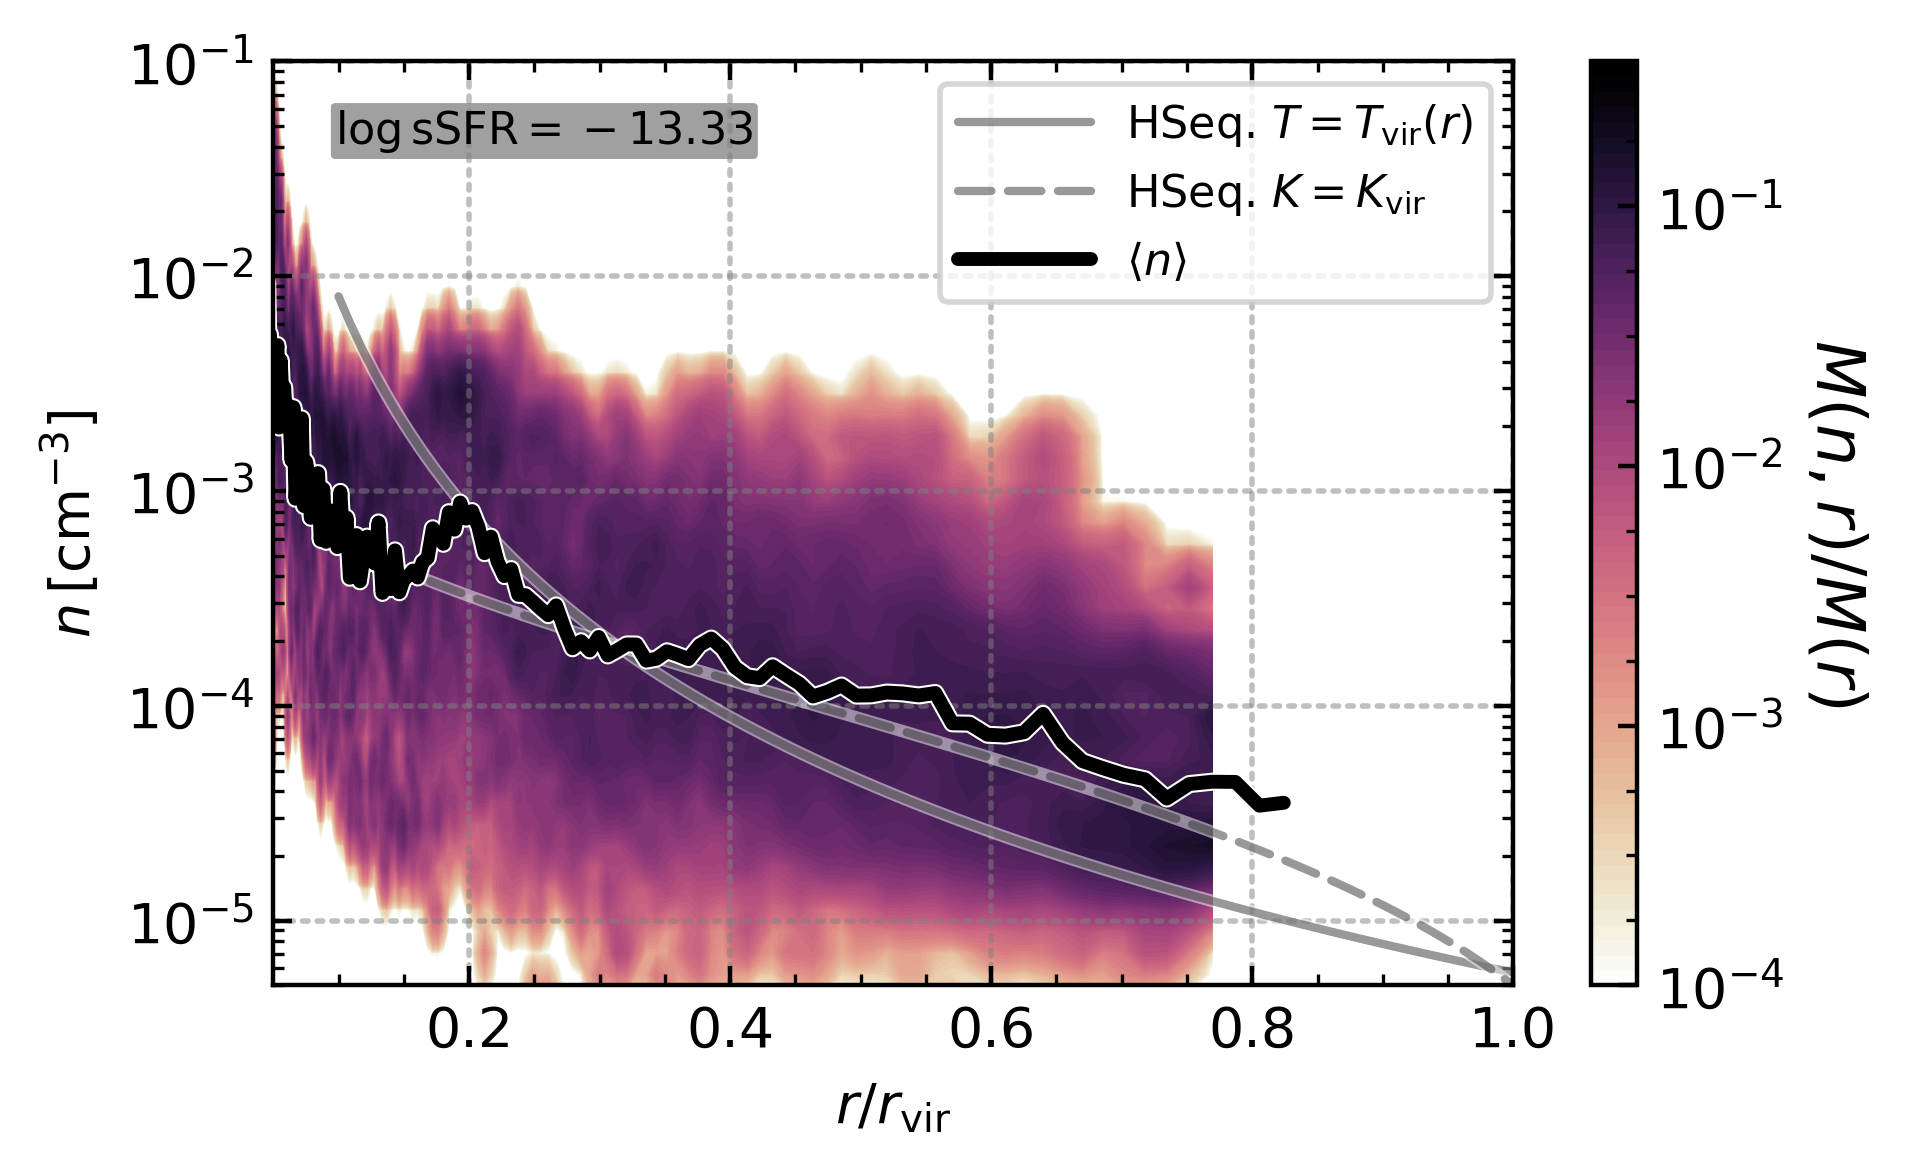 10⁻¹
10⁻²
10⁻³
10⁻⁴
10⁻⁵
n [cm⁻³]
log sSFR = −13.33
HSeq. T = T_vir(r)
HSeq. K = K_vir
⟨n⟩
0.2 0.4 0.6 0.8 1.0
r/r_vir
10⁻¹
10⁻²
10⁻³
10⁻⁴
M(n, r)/M(r)